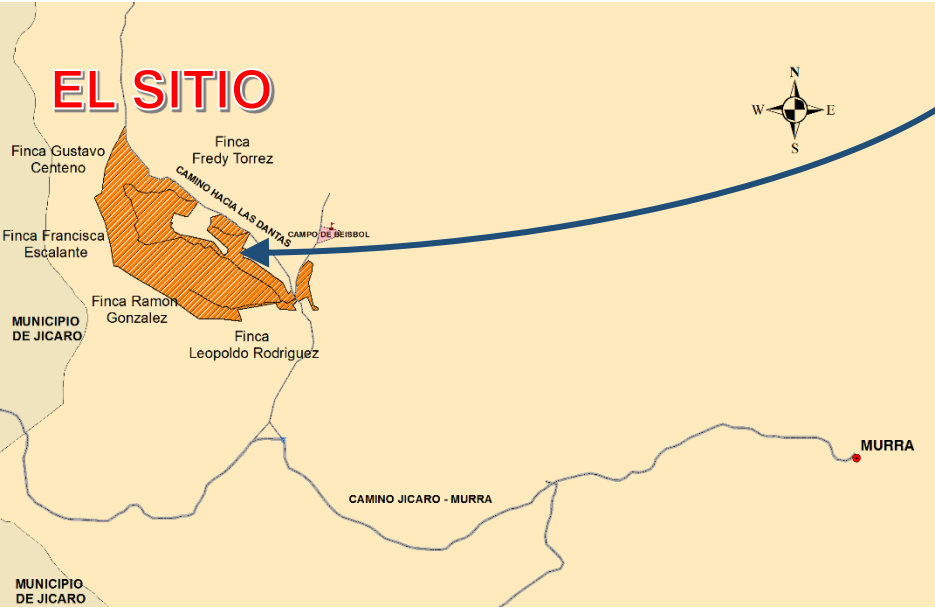 EL SITIO
N
W
E
S
Finca Gustavo
Centeno
Finca
Fredy Torrez
CAMINO HACIA LAS DANTAS
CAMPO DE BEISBOL
Finca Francisca
Escalante
Finca Ramon
Gonzalez
MUNICIPIO
DE JICARO
Finca
Leopoldo Rodriguez
MURRA
CAMINO JICARO - MURRA
MUNICIPIO
DE JICARO